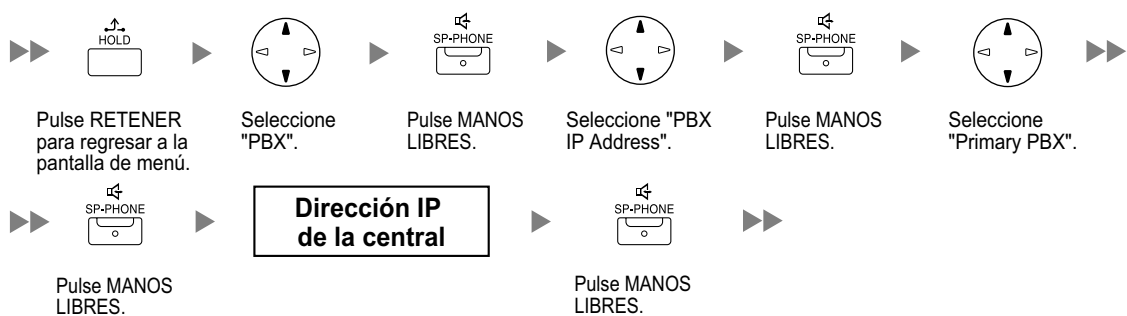 HOLD
SP-PHONE
SP-PHONE
Pulse RETENER
para regresar a la
pantalla de menú.
Seleccione
"PBX".
Pulse MANOS
LIBRES.
Seleccione "PBX
IP Address".
Pulse MANOS
LIBRES.
Seleccione
"Primary PBX".
SP-PHONE
Dirección IP
de la central
SP-PHONE
Pulse MANOS
LIBRES.
Pulse MANOS
LIBRES.